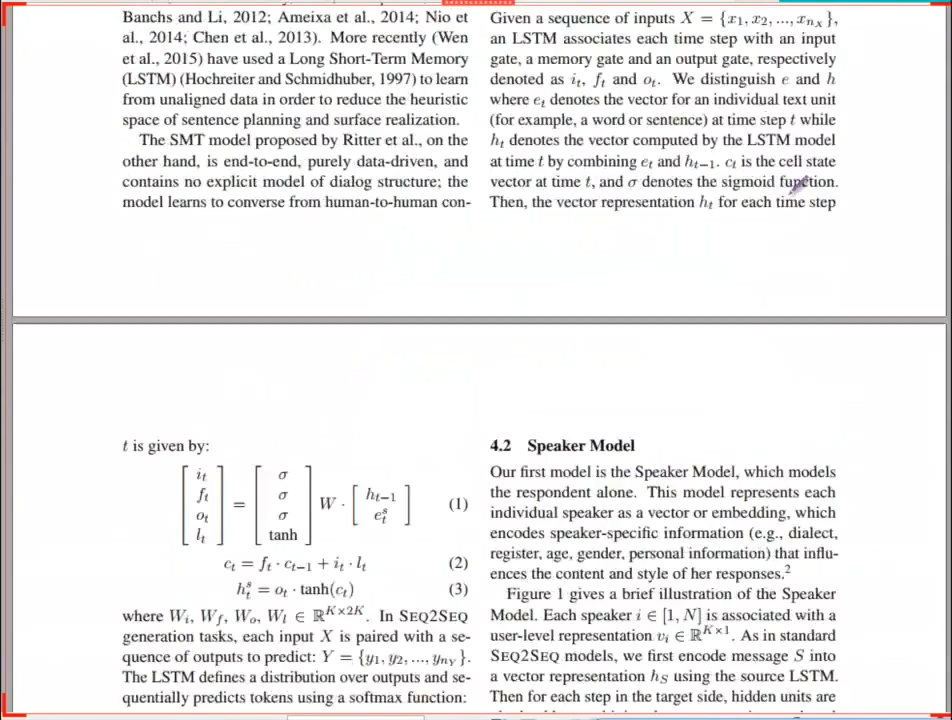 Banchs and Li, 2012; Ameixa et al., 2014; Nio et
al., 2014; Chen et al., 2013). More recently (Wen
et al., 2015) have used a Long Short-Term Memory
(LSTM) (Hochreiter and Schmidhuber, 1997) to learn
from unaligned data in order to reduce the heuristic
space of sentence planning and surface realization.
The SMT model proposed by Ritter et al., on the
other hand, is end-to-end, purely data-driven, and
contains no explicit model of dialog structure; the
model learns to converse from human-to-human con-
Given a sequence of inputs X = {x₁, x₂, ..., x_{n_X}},
an LSTM associates each time step with an input
gate, a memory gate and an output gate, respectively
denoted as i_t, f_t and o_t. We distinguish e and h
where e_t denotes the vector for an individual text unit
(for example, a word or sentence) at time step t while
h_t denotes the vector computed by the LSTM model
at time t by combining e_t and h_{t−1}. c_t is the cell state
vector at time t, and σ denotes the sigmoid function.
Then, the vector representation h_t for each time step
t is given by:
[i_t f_t o_t l_t] = [σ σ σ tanh] W · [h_{t−1} e_t^s] (1)
c_t = f_t · c_{t−1} + i_t · l_t (2)
h_t^s = o_t · tanh(c_t) (3)
where W_i, W_f, W_o, W_l ∈ ℝ^{K×2K}. In SEQ2SEQ
generation tasks, each input X is paired with a se-
quence of outputs to predict: Y = {y₁, y₂, ..., y_{n_Y}}.
The LSTM defines a distribution over outputs and se-
quentially predicts tokens using a softmax function:
4.2 Speaker Model
Our first model is the Speaker Model, which models
the respondent alone. This model represents each
individual speaker as a vector or embedding, which
encodes speaker-specific information (e.g., dialect,
register, age, gender, personal information) that influ-
ences the content and style of her responses.²
Figure 1 gives a brief illustration of the Speaker
Model. Each speaker i ∈ [1, N] is associated with a
user-level representation v_i ∈ ℝ^{K×1}. As in standard
SEQ2SEQ models, we first encode message S into
a vector representation h_S using the source LSTM.
Then for each step in the target side, hidden units are